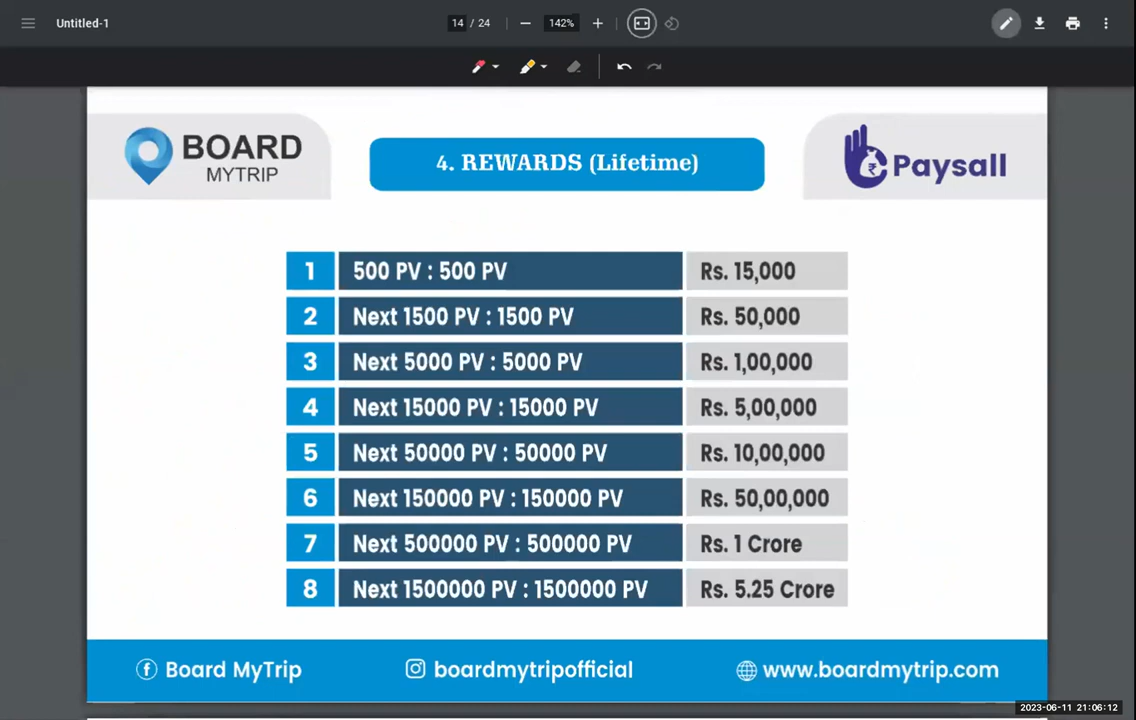 Untitled-1
14 / 24
142%
BOARD
MYTRIP
4. REWARDS (Lifetime)
Paysall
1 500 PV : 500 PV Rs. 15,000
2 Next 1500 PV : 1500 PV Rs. 50,000
3 Next 5000 PV : 5000 PV Rs. 1,00,000
4 Next 15000 PV : 15000 PV Rs. 5,00,000
5 Next 50000 PV : 50000 PV Rs. 10,00,000
6 Next 150000 PV : 150000 PV Rs. 50,00,000
7 Next 500000 PV : 500000 PV Rs. 1 Crore
8 Next 1500000 PV : 1500000 PV Rs. 5.25 Crore
Board MyTrip boardmytripofficial www.boardmytrip.com
2023-06-11 21:06:12